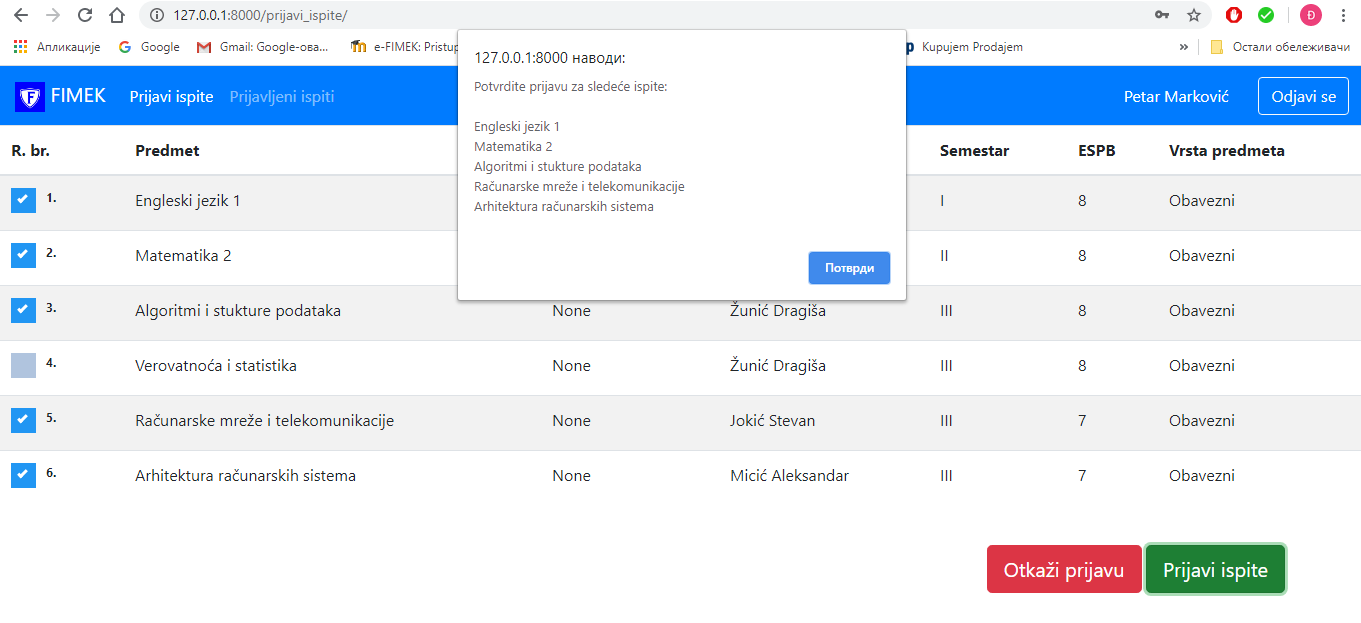 127.0.0.1:8000/prijavi_ispite/
Апликације Google Gmail: Google-ова... e-FIMEK: Pristup Kupujem Prodajem » Остали обележивачи
127.0.0.1:8000 наводи:
Potvrdite prijavu za sledeće ispite:
Engleski jezik 1
Matematika 2
Algoritmi i stukture podataka
Računarske mreže i telekomunikacije
Arhitektura računarskih sistema
Потврди
FIMEK Prijavi ispite Prijavljeni ispiti Petar Marković Odjavi se
R. br. Predmet Semestar ESPB Vrsta predmeta
1. Engleski jezik 1 I 8 Obavezni
2. Matematika 2 II 8 Obavezni
3. Algoritmi i stukture podataka None Žunić Dragiša III 8 Obavezni
4. Verovatnoća i statistika None Žunić Dragiša III 8 Obavezni
5. Računarske mreže i telekomunikacije None Jokić Stevan III 7 Obavezni
6. Arhitektura računarskih sistema None Micić Aleksandar III 7 Obavezni
Otkaži prijavu Prijavi ispite